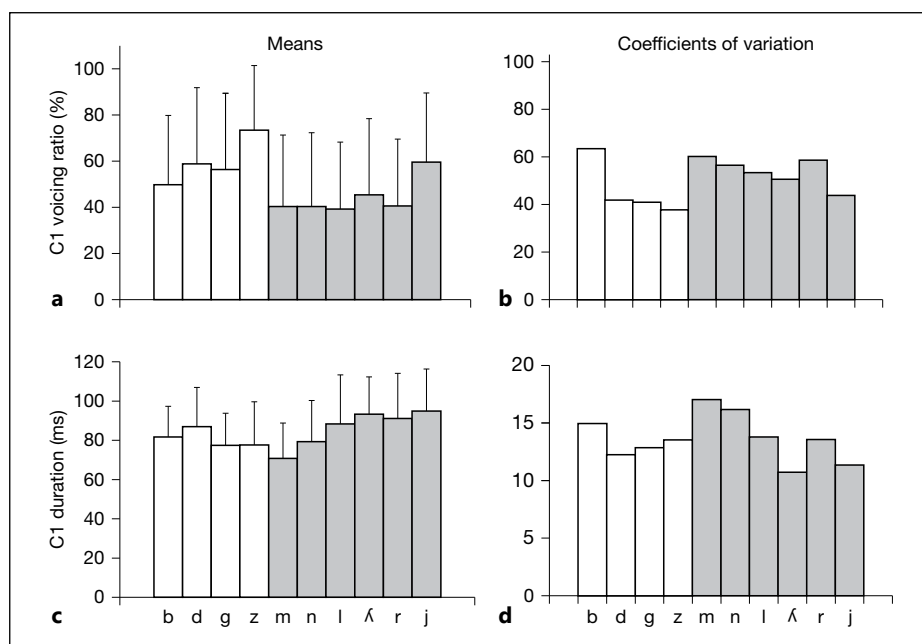 Means
Coefficients of variation
C1 voicing ratio (%)
100
80
60
40
20
0
a
100
80
60
40
20
0
b
C1 duration (ms)
120
100
80
60
40
20
0
c
b d g z m n l ʎ r j
20
15
10
5
0
d
b d g z m n l ʎ r j